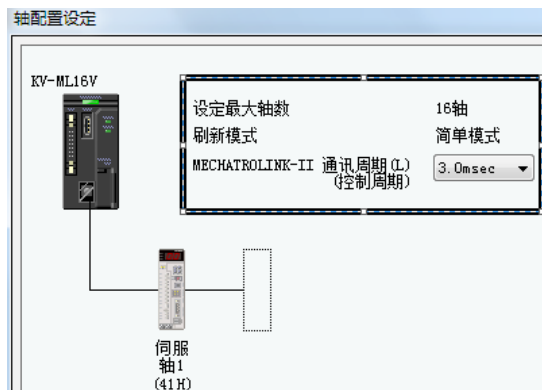 轴配置设定
KV-ML16V
设定最大轴数 16轴
刷新模式 简单模式
MECHATROLINK-II 通讯周期(L) 3.0msec
(控制周期)
伺服
轴1
(41H)